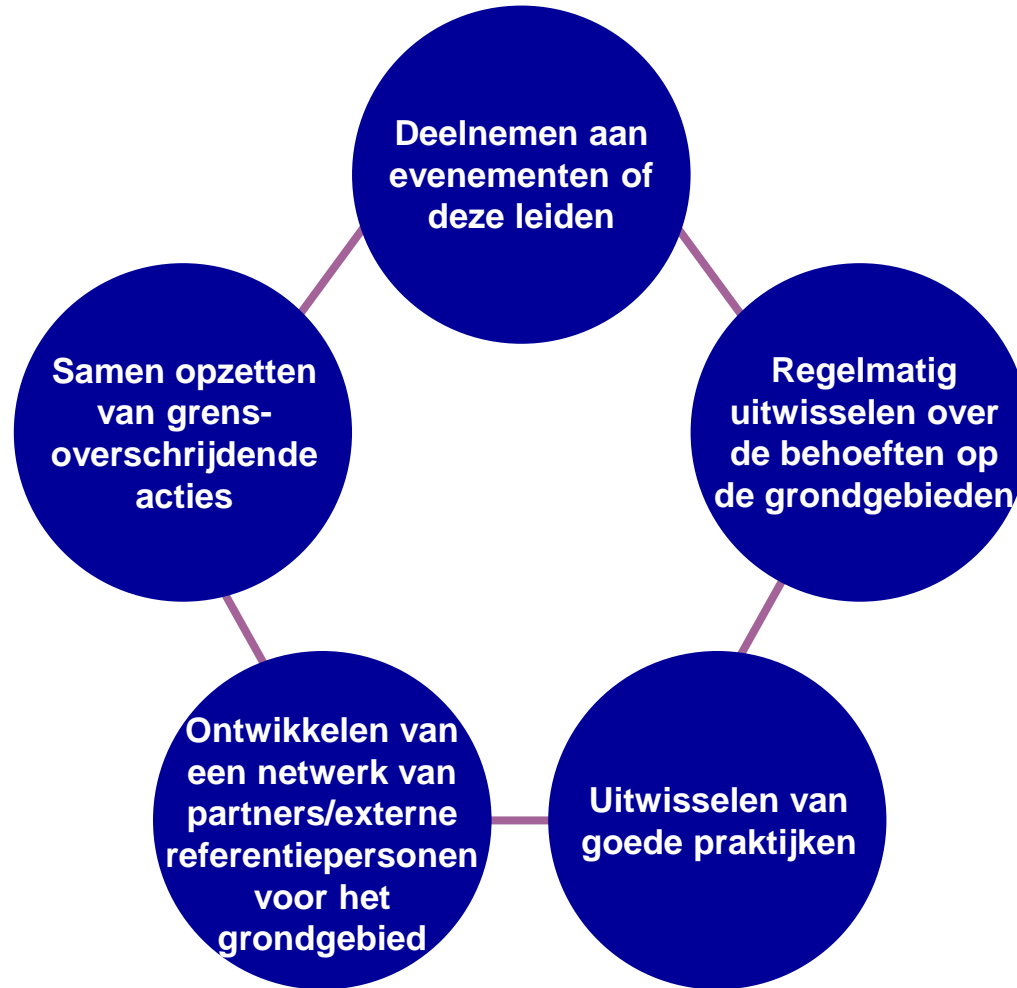 Deelnemen aan
evenementen of
deze leiden
Regelmatig
uitwisselen over
de behoeften op
de grondgebieden
Uitwisselen van
goede praktijken
Ontwikkelen van
een netwerk van
partners/externe
referentiepersonen
voor het
grondgebied
Samen opzetten
van grens-
overschrijdende
acties